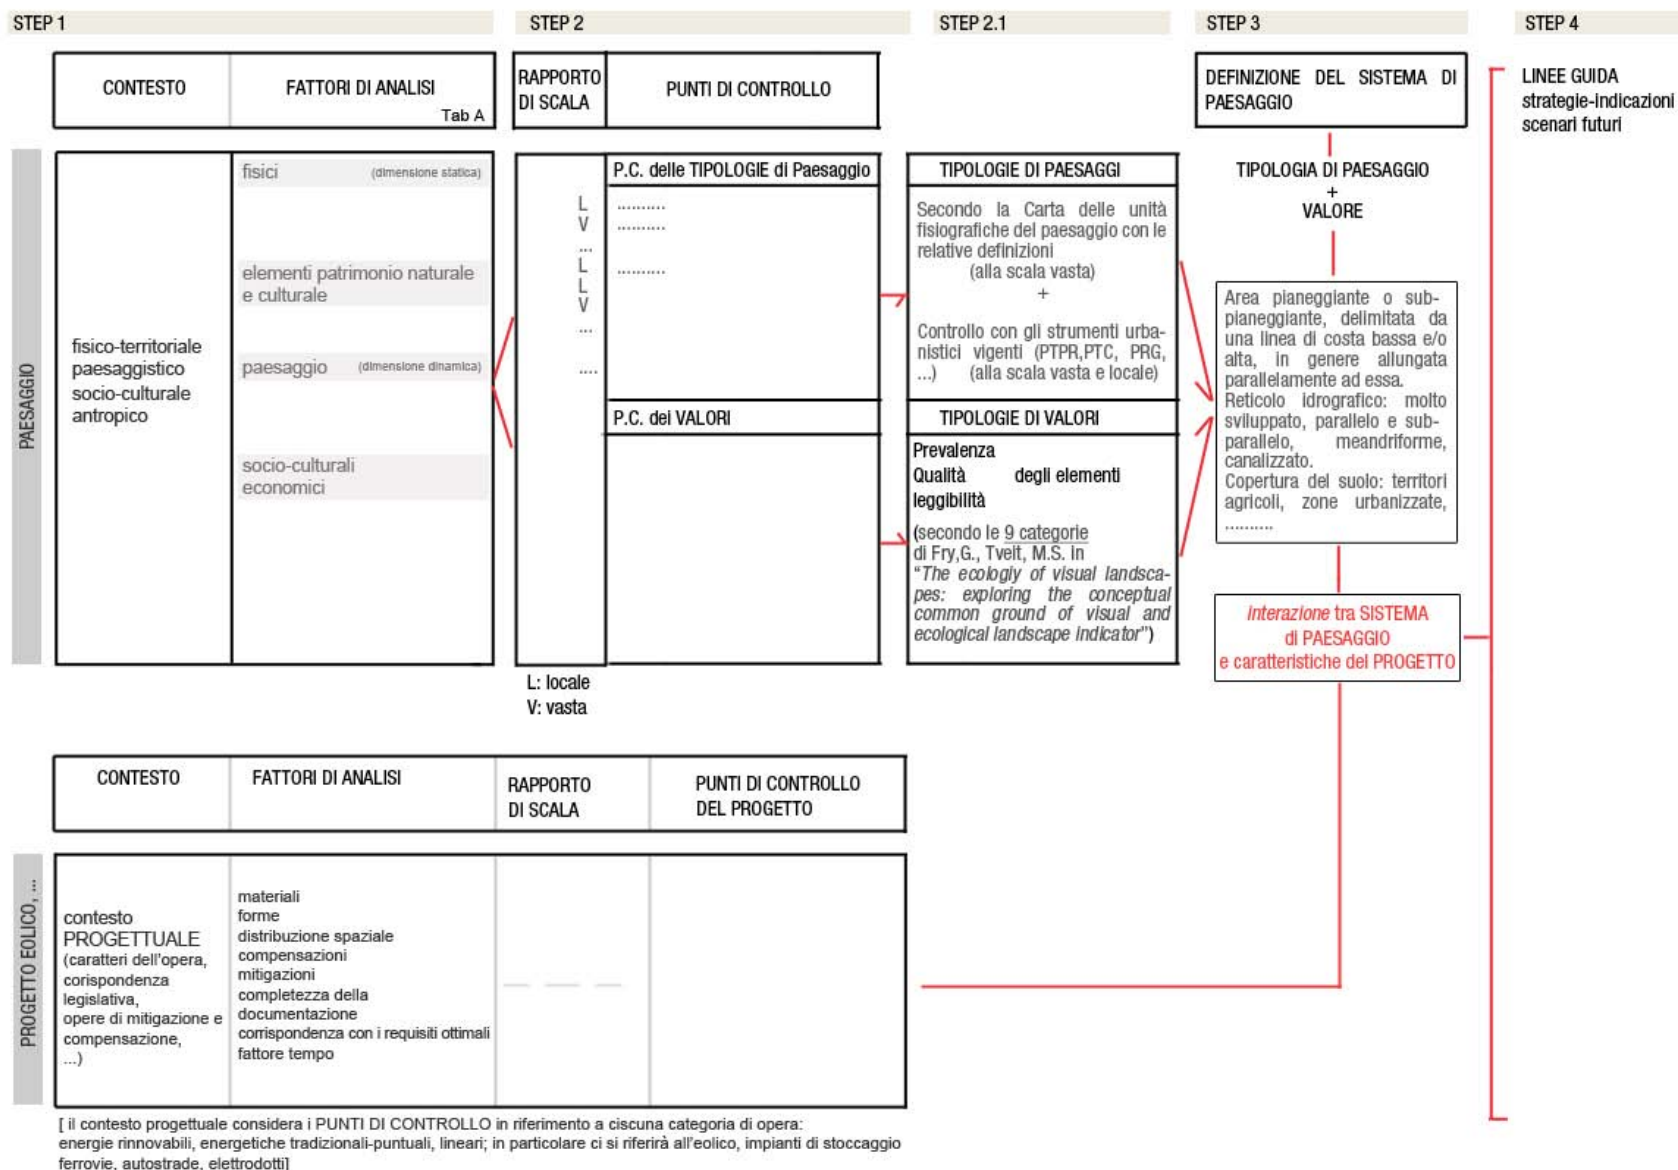 STEP 1
STEP 2
STEP 2.1
STEP 3
STEP 4
CONTESTO
FATTORI DI ANALISI
Tab A
RAPPORTO
DI SCALA
PUNTI DI CONTROLLO
DEFINIZIONE DEL SISTEMA DI
PAESAGGIO
LINEE GUIDA
strategie-indicazioni
scenari futuri
PAESAGGIO
fisico-territoriale
paesaggistico
socio-culturale
antropico
fisici (dimensione statica)
elementi patrimonio naturale
e culturale
paesaggio (dimensione dinamica)
socio-culturali
economici
L
V
...
L
L
V
...
....
P.C. delle TIPOLOGIE di Paesaggio
..........
..........
..........
P.C. dei VALORI
L: locale
V: vasta
TIPOLOGIE DI PAESAGGI
Secondo la Carta delle unità
fisiografiche del paesaggio con le
relative definizioni
(alla scala vasta)
+
Controllo con gli strumenti urba-
nistici vigenti (PTPR,PTC, PRG,
...) (alla scala vasta e locale)
TIPOLOGIE DI VALORI
Prevalenza
Qualità degli elementi
leggibilità
(secondo le 9 categorie
di Fry,G., Tveit, M.S. in
“The ecologiy of visual landsca-
pes: exploring the conceptual
common ground of visual and
ecological landscape indicator”)
TIPOLOGIA DI PAESAGGIO
+
VALORE
Area pianeggiante o sub-
pianeggiante, delimitata da
una linea di costa bassa e/o
alta, in genere allungata
parallelamente ad essa.
Reticolo idrografico: molto
sviluppato, parallelo e sub-
parallelo, meandriforme,
canalizzato.
Copertura del suolo: territori
agricoli, zone urbanizzate,
..........
interazione tra SISTEMA
di PAESAGGIO
e caratteristiche del PROGETTO
CONTESTO
FATTORI DI ANALISI
RAPPORTO
DI SCALA
PUNTI DI CONTROLLO
DEL PROGETTO
PROGETTO EOLICO, ...
contesto
PROGETTUALE
(caratteri dell'opera,
corispondenza
legislativa,
opere di mitigazione e
compensazione,
...)
materiali
forme
distribuzione spaziale
compensazioni
mitigazioni
completezza della
documentazione
corrispondenza con i requisiti ottimali
fattore tempo
[ il contesto progettuale considera i PUNTI DI CONTROLLO in riferimento a ciscuna categoria di opera:
energie rinnovabili, energetiche tradizionali-puntuali, lineari; in particolare ci si riferirà all'eolico, impianti di stoccaggio
ferrovie, autostrade, elettrodotti]